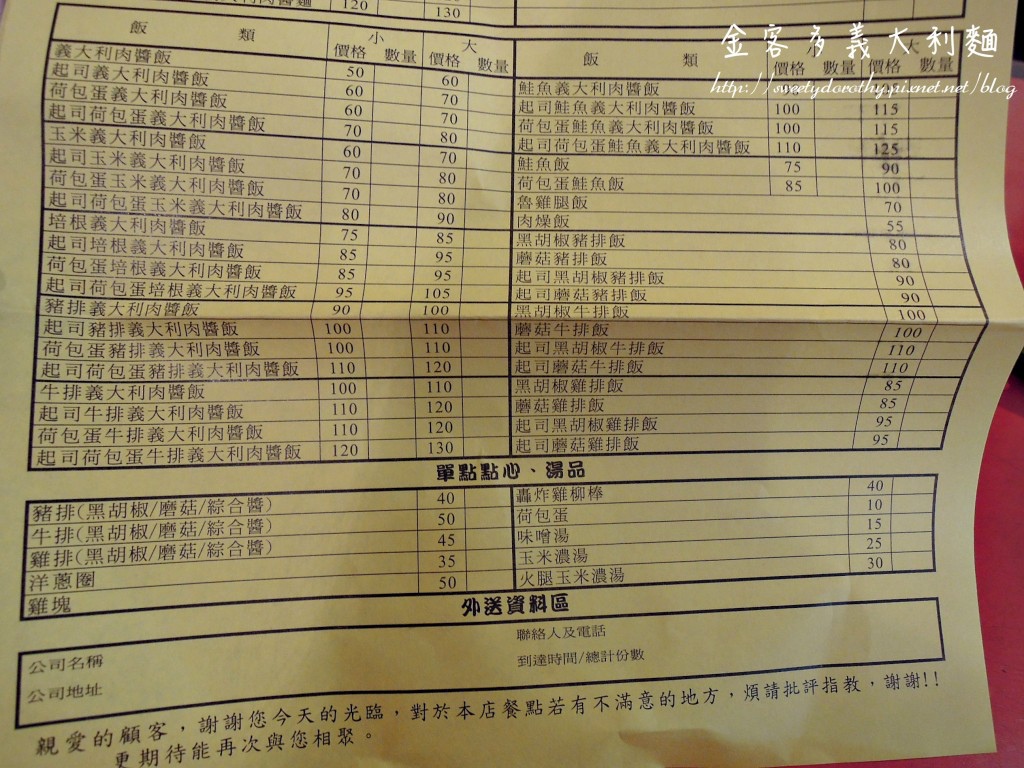 120
130
金客多義大利麵
http://sweetydorothy.pixnet.net/blog
飯 類 小 大
價格 數量 價格 數量
義大利肉醬飯 50 60
起司義大利肉醬飯 60 70
荷包蛋義大利肉醬飯 60 70
起司荷包蛋義大利肉醬飯 70 80
玉米義大利肉醬飯 60 70
起司玉米義大利肉醬飯 70 80
荷包蛋玉米義大利肉醬飯 70 80
起司荷包蛋玉米義大利肉醬飯 80 90
培根義大利肉醬飯 75 85
起司培根義大利肉醬飯 85 95
荷包蛋培根義大利肉醬飯 85 95
起司荷包蛋培根義大利肉醬飯 95 105
豬排義大利肉醬飯 90 100
起司豬排義大利肉醬飯 100 110
荷包蛋豬排義大利肉醬飯 100 110
起司荷包蛋豬排義大利肉醬飯 110 120
牛排義大利肉醬飯 100 110
起司牛排義大利肉醬飯 110 120
荷包蛋牛排義大利肉醬飯 110 120
起司荷包蛋牛排義大利肉醬飯 120 130
飯 類 小 大
價格 數量 價格 數量
鮭魚義大利肉醬飯
起司鮭魚義大利肉醬飯 100 115
荷包蛋鮭魚義大利肉醬飯 100 115
起司荷包蛋鮭魚義大利肉醬飯 110 125
鮭魚飯 75 90
荷包蛋鮭魚飯 85 100
魯雞腿飯 70
肉燥飯 55
黑胡椒豬排飯 80
蘑菇豬排飯 80
起司黑胡椒豬排飯 90
起司蘑菇豬排飯 90
黑胡椒牛排飯 100
蘑菇牛排飯 100
起司黑胡椒牛排飯 110
起司蘑菇牛排飯 110
黑胡椒雞排飯 85
蘑菇雞排飯 85
起司黑胡椒雞排飯 95
起司蘑菇雞排飯 95
單點點心、湯品
豬排(黑胡椒/磨菇/綜合醬) 40
牛排(黑胡椒/磨菇/綜合醬) 50
雞排(黑胡椒/磨菇/綜合醬) 45
洋蔥圈 35
雞塊 50
轟炸雞柳棒 40
荷包蛋 10
味噌湯 15
玉米濃湯 25
火腿玉米濃湯 30
外送資料區
公司名稱 聯絡人及電話
公司地址 到達時間/總計份數
親愛的顧客，謝謝您今天的光臨，對於本店餐點若有不滿意的地方，煩請批評指教，謝謝!!
更期待能再次與您相聚。